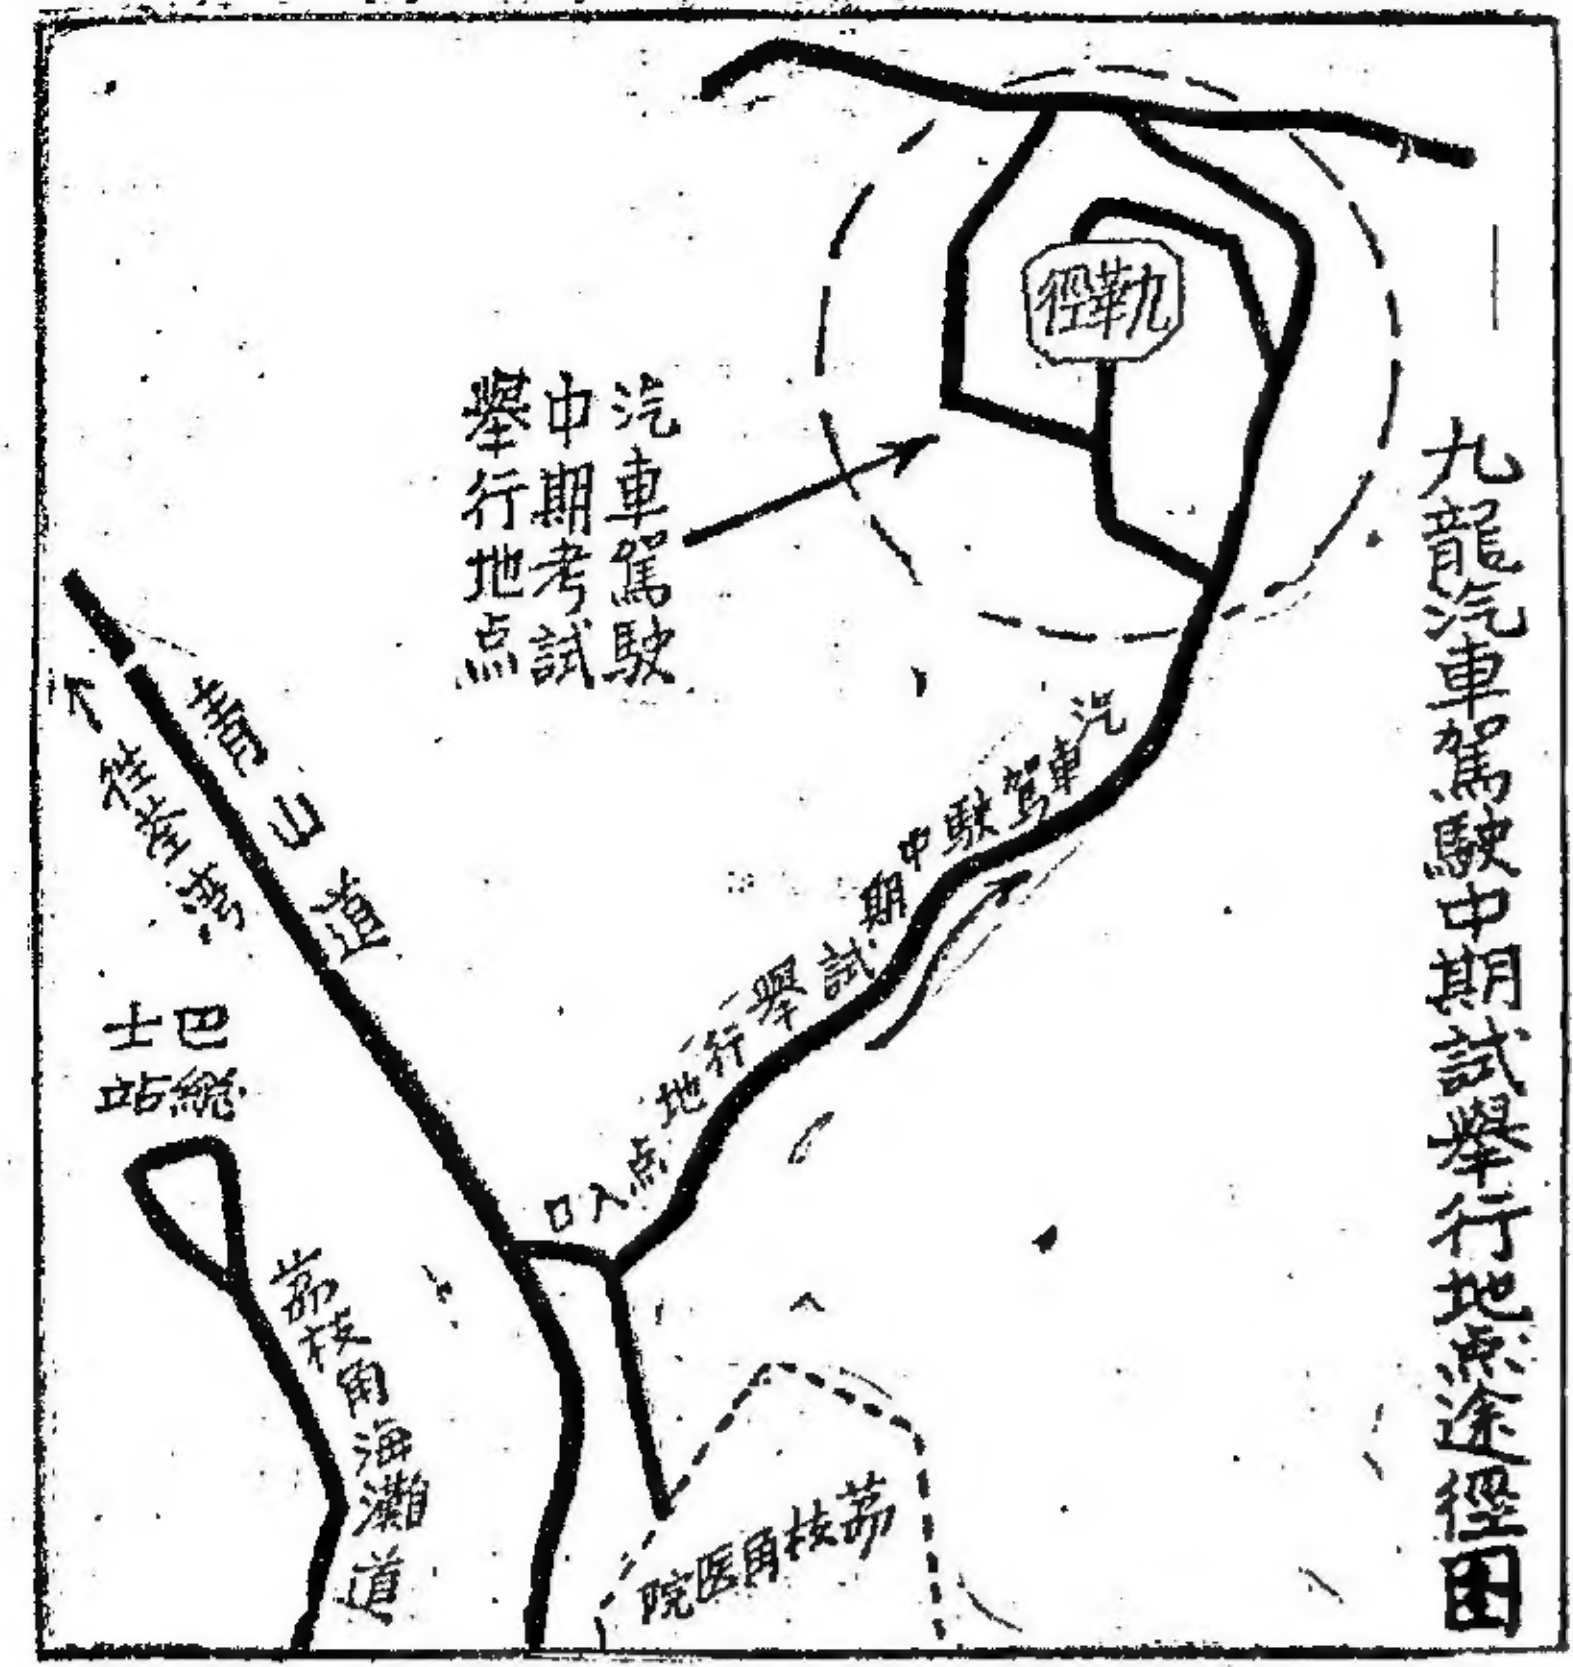 九龍汽車駕駛中期試舉行地点途徑图
九華徑
汽車駕駛
中期考試
舉行地点
汽車駕駛中期試舉行地点入口
青山道
往荃灣
巴士
總站
荔枝角海灘道
荔枝角医院